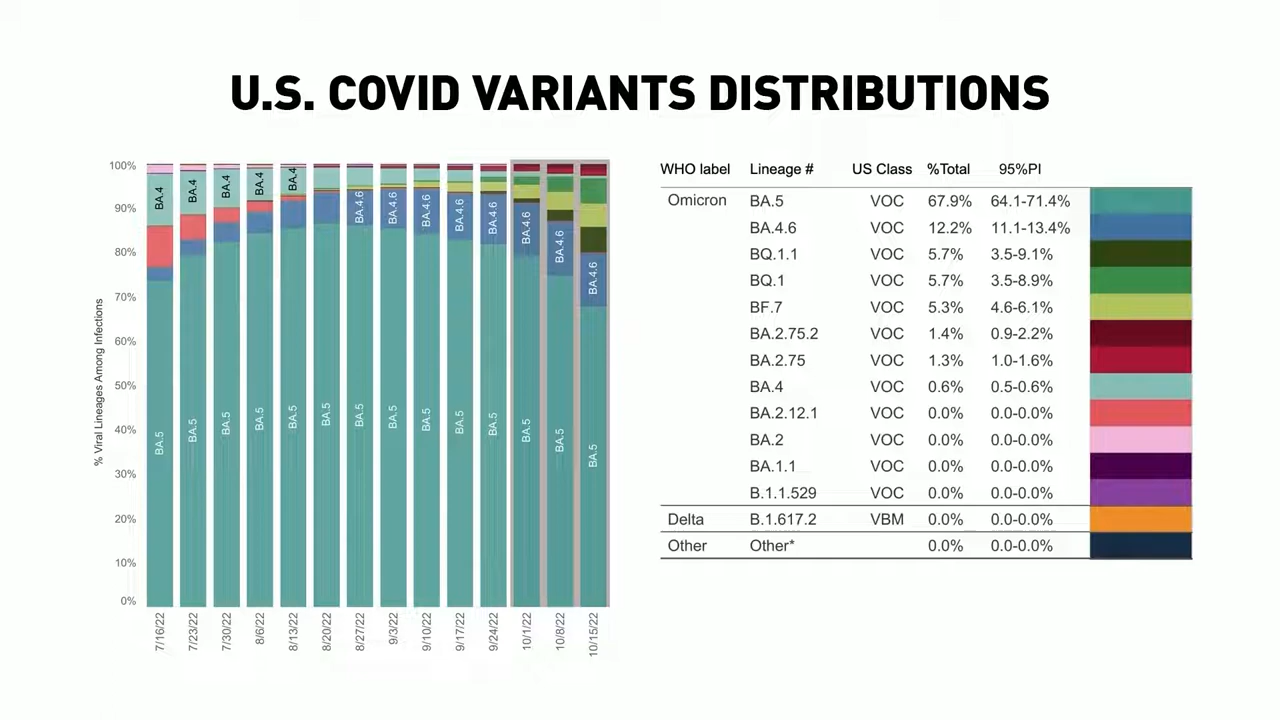 U.S. COVID VARIANTS DISTRIBUTIONS
% Viral Lineages Among Infections
100%
90%
80%
70%
60%
50%
40%
30%
20%
10%
0%
BA.4 BA.4 BA.4 BA.4 BA.4
BA.4.6 BA.4.6 BA.4.6 BA.4.6 BA.4.6 BA.4.6 BA.4.6 BA.4.6
BA.5 BA.5 BA.5 BA.5 BA.5 BA.5 BA.5 BA.5 BA.5 BA.5 BA.5 BA.5 BA.5 BA.5
7/16/22 7/23/22 7/30/22 8/6/22 8/13/22 8/20/22 8/27/22 9/3/22 9/10/22 9/17/22 9/24/22 10/1/22 10/8/22 10/15/22
WHO label Lineage # US Class %Total 95%PI
Omicron BA.5 VOC 67.9% 64.1-71.4%
BA.4.6 VOC 12.2% 11.1-13.4%
BQ.1.1 VOC 5.7% 3.5-9.1%
BQ.1 VOC 5.7% 3.5-8.9%
BF.7 VOC 5.3% 4.6-6.1%
BA.2.75.2 VOC 1.4% 0.9-2.2%
BA.2.75 VOC 1.3% 1.0-1.6%
BA.4 VOC 0.6% 0.5-0.6%
BA.2.12.1 VOC 0.0% 0.0-0.0%
BA.2 VOC 0.0% 0.0-0.0%
BA.1.1 VOC 0.0% 0.0-0.0%
B.1.1.529 VOC 0.0% 0.0-0.0%
Delta B.1.617.2 VBM 0.0% 0.0-0.0%
Other Other* 0.0% 0.0-0.0%